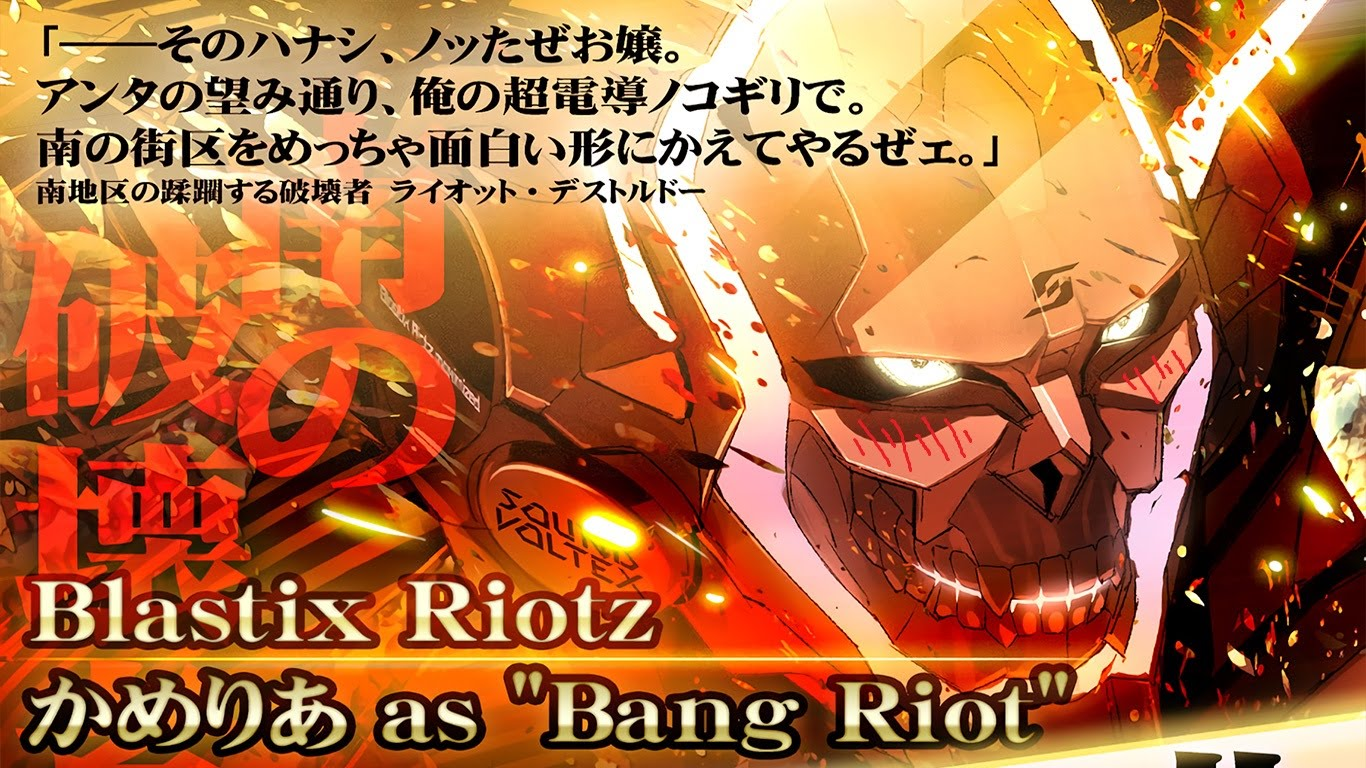 「――そのハナシ、ノッたぜお嬢。
アンタの望み通り、俺の超電導ノコギリで。
南の街区をめっちゃ面白い形にかえてやるぜェ。」
南地区の蹂躙する破壊者 ライオット・デストルドー
南の
破壊
SOUND
VOLTEX
Blastix Riotz
かめりあ as "Bang Riot"